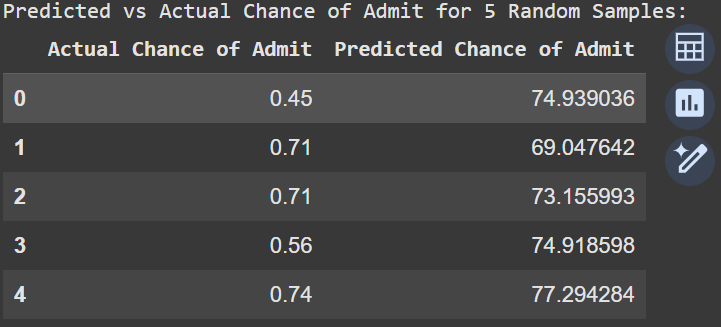 Predicted vs Actual Chance of Admit for 5 Random Samples:
Actual Chance of Admit Predicted Chance of Admit
0 0.45 74.939036
1 0.71 69.047642
2 0.71 73.155993
3 0.56 74.918598
4 0.74 77.294284